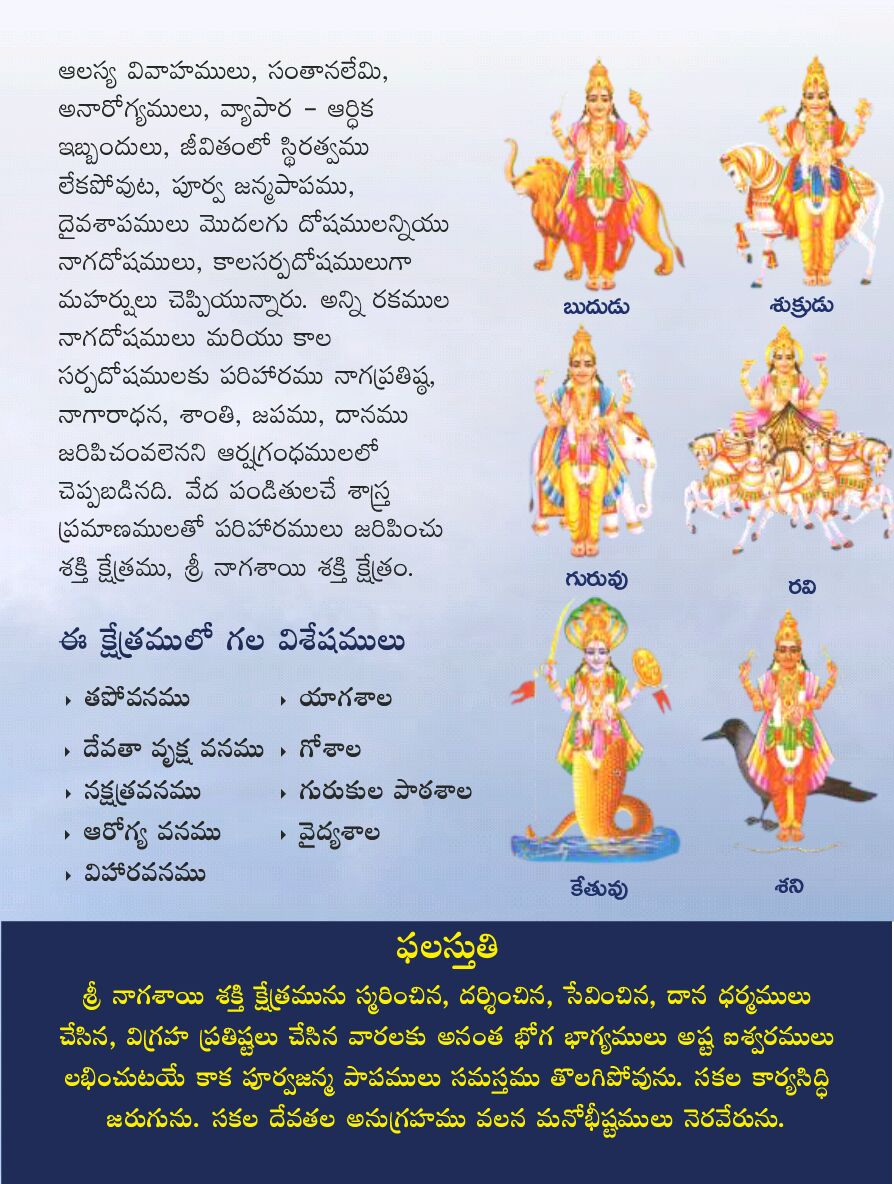 ఆలస్య వివాహములు, సంతానలేమి,
అనారోగ్యములు, వ్యాపార – ఆర్ధిక
ఇబ్బందులు, జీవితంలో స్థిరత్వము
లేకపోవుట, పూర్వ జన్మపాపము,
దైవశాపములు మొదలగు దోషములన్నియు
నాగదోషములు, కాలసర్పదోషములుగా
మహర్షులు చెప్పియున్నారు. అన్ని రకముల
నాగదోషములు మరియు కాల
సర్పదోషములకు పరిహారము నాగప్రతిష్ఠ,
నాగారాధన, శాంతి, జపము, దానము
జరిపిచంవలెనని ఆర్షగ్రంధములలో
చెప్పబడినది. వేద పండితులచే శాస్త్ర
ప్రమాణములతో పరిహారములు జరిపించు
శక్తి క్షేత్రము, శ్రీ నాగశాయి శక్తి క్షేత్రం.
ఈ క్షేత్రములో గల విశేషములు
తపోవనము
దేవతా వృక్ష వనము
నక్షత్రవనము
ఆరోగ్య వనము
విహారవనము
యాగశాల
గోశాల
గురుకుల పాఠశాల
వైద్యశాల
బుదుడు
శుక్రుడు
గురువు
రవి
కేతువు
శని
ఫలస్తుతి
శ్రీ నాగశాయి శక్తి క్షేత్రమును స్మరించిన, దర్శించిన, సేవించిన, దాన ధర్మములు
చేసిన, విగ్రహ ప్రతిష్టలు చేసిన వారలకు అనంత భోగ భాగ్యములు అష్ట ఐశ్వరములు
లభించుటయే కాక పూర్వజన్మ పాపములు సమస్తము తొలగిపోవును. సకల కార్యసిద్ధి
జరుగును. సకల దేవతల అనుగ్రహము వలన మనోభీష్టములు నెరవేరును.